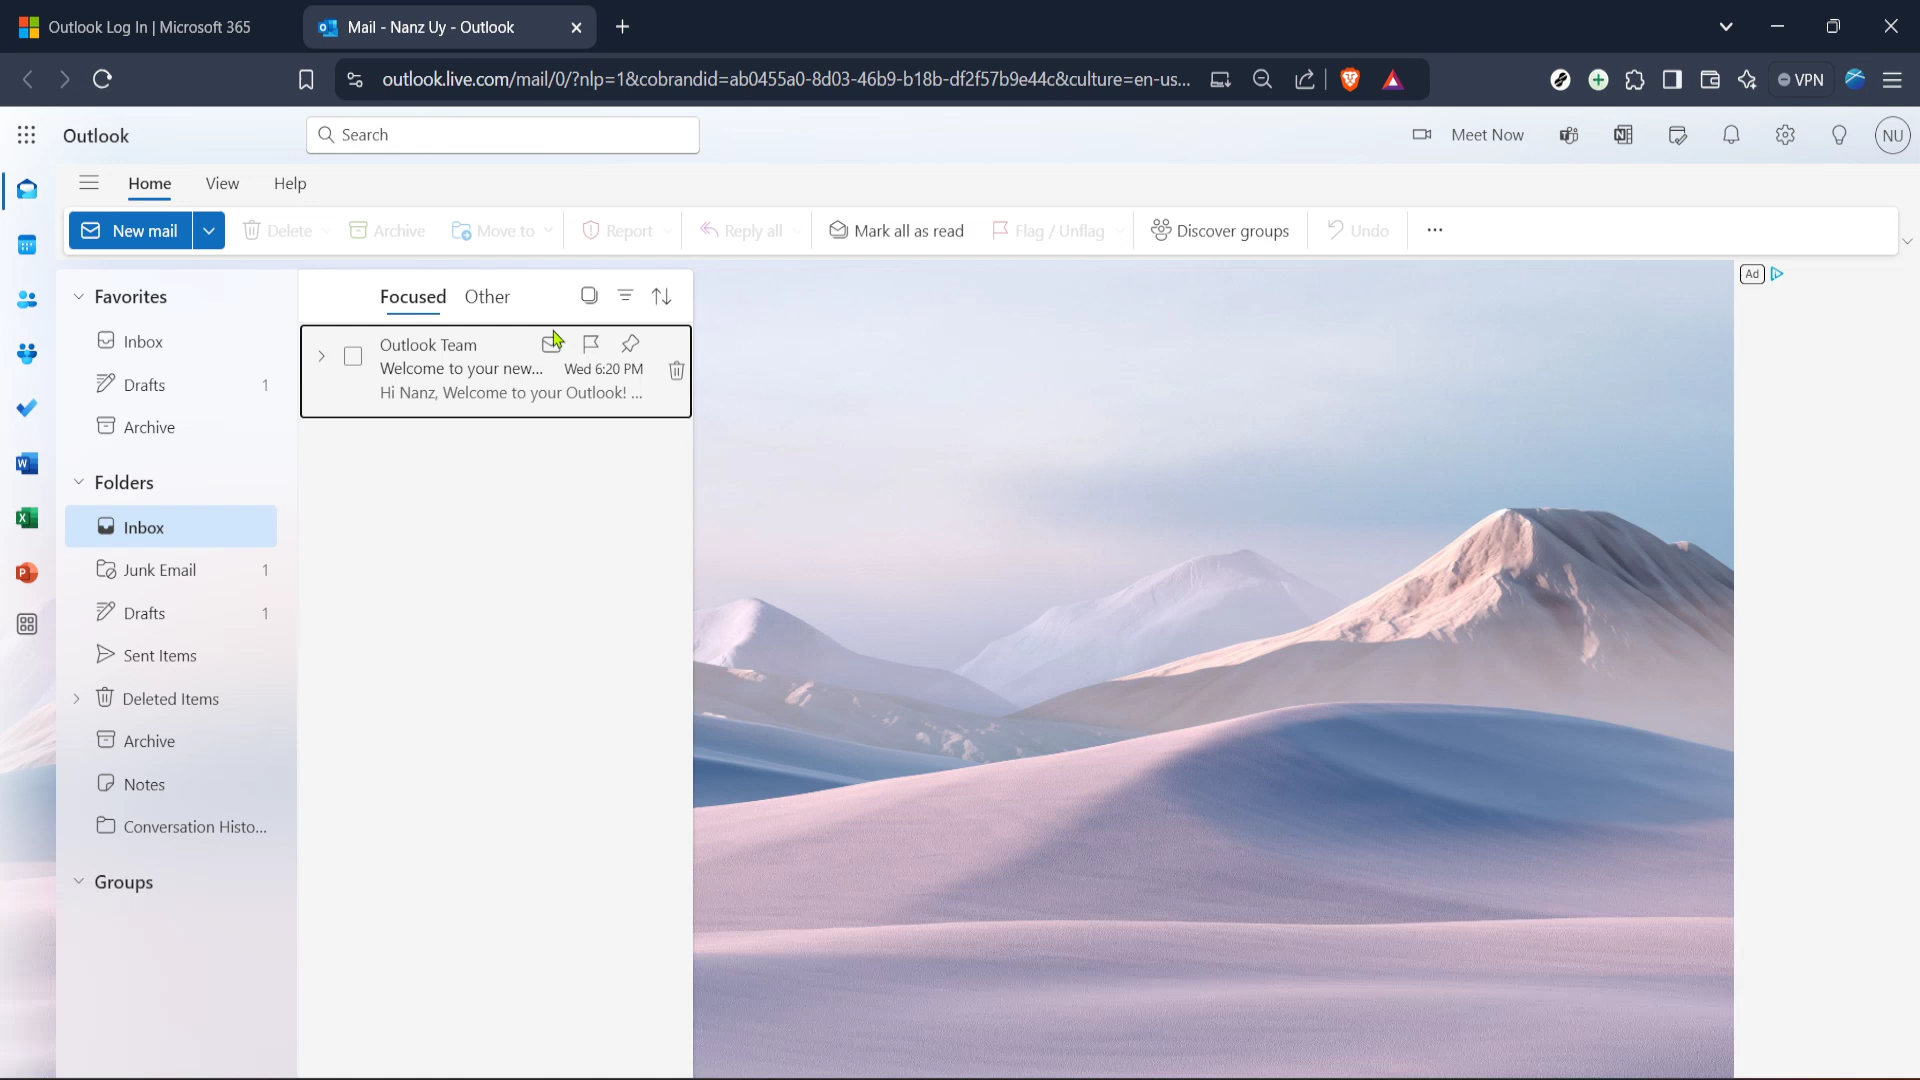 Outlook Log In | Microsoft 365
Mail - Nanz Uy - Outlook
outlook.live.com/mail/0/?nlp=1&cobrandid=ab0455a0-8d03-46b9-b18b-df2f57b9e44c&culture=en-us...
VPN
Outlook
Search
Meet Now
NU
Home View Help
New mail Delete Archive Move to Report Reply all Mark all as read Flag / Unflag Discover groups Undo ...
Favorites
Inbox
Drafts 1
Archive
Folders
Inbox
Junk Email 1
Drafts 1
Sent Items
Deleted Items
Archive
Notes
Conversation Histo...
Groups
Focused Other
Outlook Team
Welcome to your new... Wed 6:20 PM
Hi Nanz, Welcome to your Outlook! ...
Ad